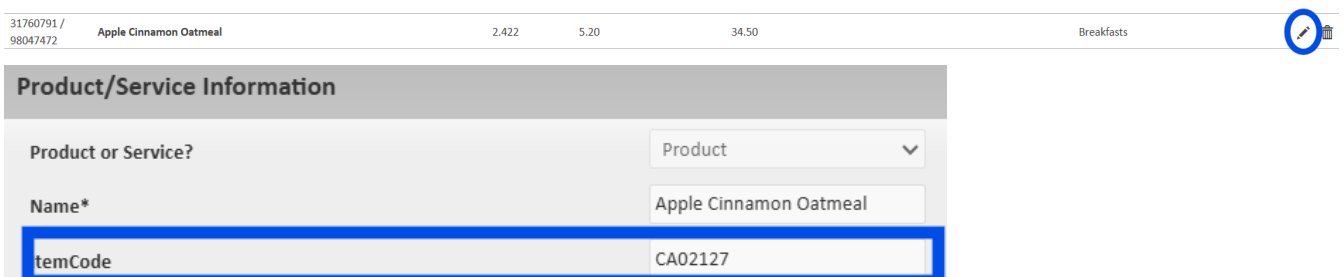 31760791 /
98047472 Apple Cinnamon Oatmeal 2.422 5.20 34.50 Breakfasts
Product/Service Information
Product or Service? Product
Name* Apple Cinnamon Oatmeal
temCode CA02127